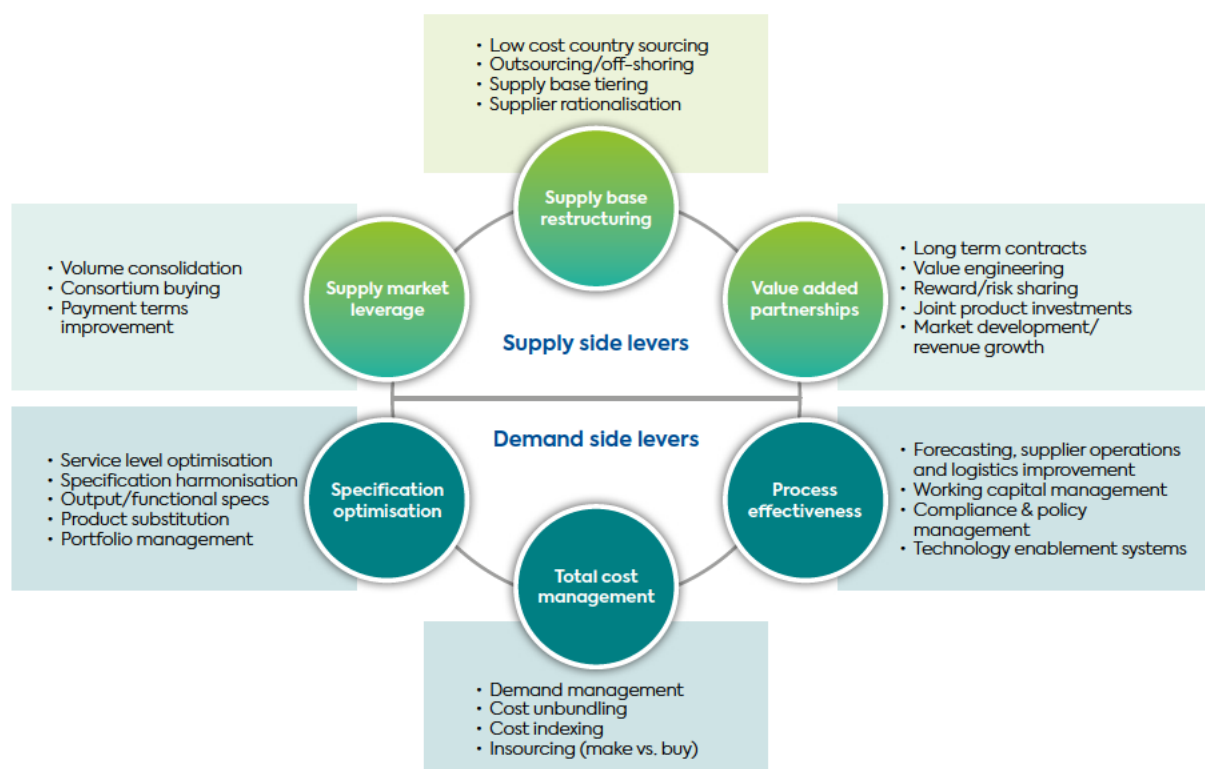 • Low cost country sourcing
• Outsourcing/off-shoring
• Supply base tiering
• Supplier rationalisation
Supply base
restructuring
• Volume consolidation
• Consortium buying
• Payment terms
improvement
Supply market
leverage
Value added
partnerships
• Long term contracts
• Value engineering
• Reward/risk sharing
• Joint product investments
• Market development/
revenue growth
Supply side levers
Demand side levers
• Service level optimisation
• Specification harmonisation
• Output/functional specs
• Product substitution
• Portfolio management
Specification
optimisation
Process
effectiveness
• Forecasting, supplier operations
and logistics improvement
• Working capital management
• Compliance & policy
management
• Technology enablement systems
Total cost
management
• Demand management
• Cost unbundling
• Cost indexing
• Insourcing (make vs. buy)